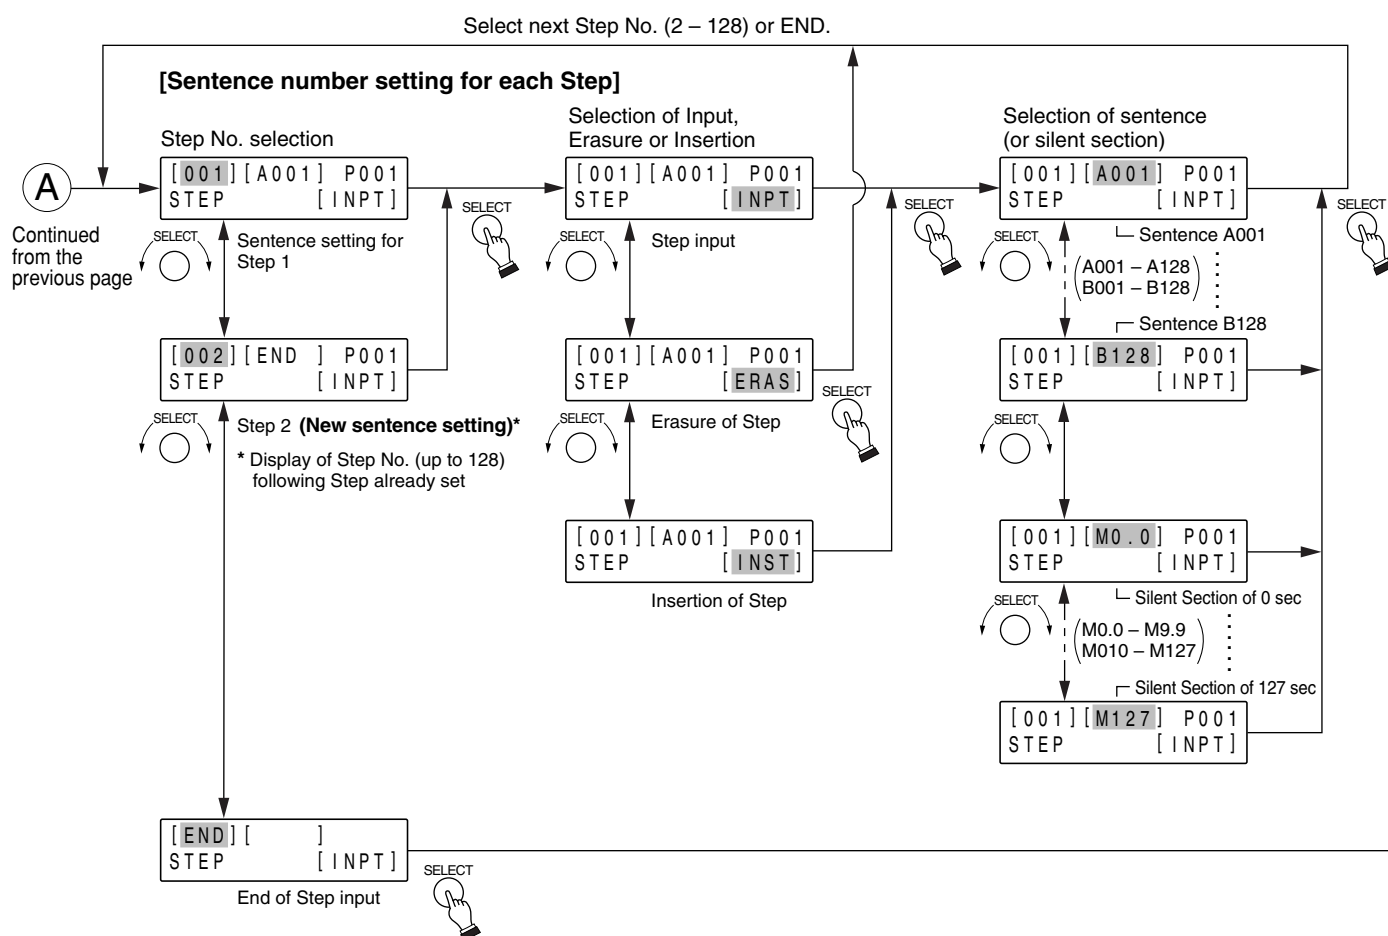 Select next Step No. (2 – 128) or END.
[Sentence number setting for each Step]
Step No. selection
A
Continued
from the
previous page
[001][A001] P001
STEP [INPT]
SELECT
Sentence setting for
Step 1
[002][END ] P001
STEP [INPT]
SELECT
Step 2 (New sentence setting)*
* Display of Step No. (up to 128)
following Step already set
[END][ ]
STEP [INPT]
End of Step input
SELECT
SELECT
Selection of Input,
Erasure or Insertion
[001][A001] P001
STEP [INPT]
SELECT
Step input
[001][A001] P001
STEP [ERAS]
SELECT
Erasure of Step
SELECT
[001][A001] P001
STEP [INST]
Insertion of Step
SELECT
Selection of sentence
(or silent section)
[001][A001] P001
STEP [INPT]
SELECT
Sentence A001
(A001 – A128
B001 – B128)
Sentence B128
[001][B128] P001
STEP [INPT]
SELECT
[001][M0.0] P001
STEP [INPT]
Silent Section of 0 sec
SELECT
(M0.0 – M9.9
M010 – M127)
Silent Section of 127 sec
[001][M127] P001
STEP [INPT]
SELECT